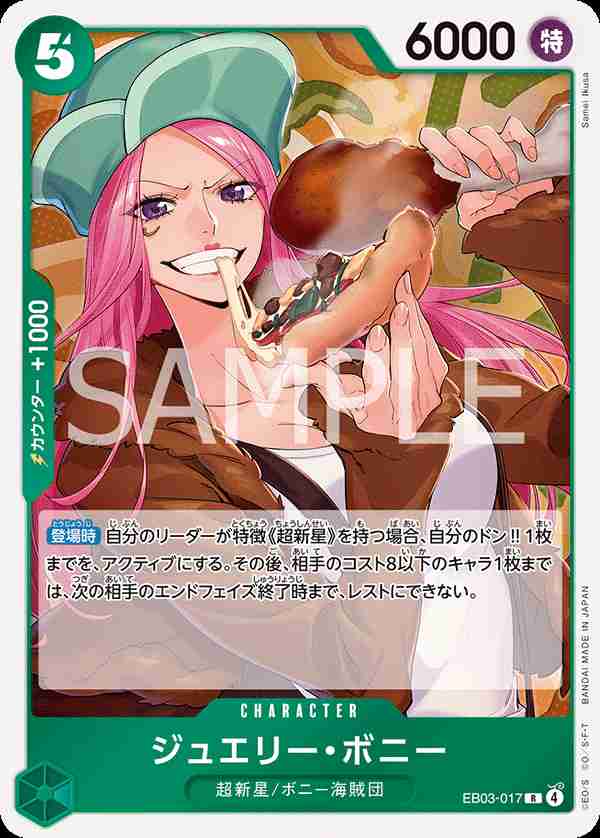 5
6000 特
Samei Ikusa
カウンター +1000
SAMPLE
登場時 自分のリーダーが特徴《超新星》を持つ場合、自分のドン!!1枚
までを、アクティブにする。その後、相手のコスト8以下のキャラ1枚まで
は、次の相手のエンドフェイズ終了時まで、レストにできない。
CHARACTER
ジュエリー・ボニー
超新星/ボニー海賊団
EB03-017 R 4
©E.O/S ©O/S・F・T BANDAI MADE IN JAPAN